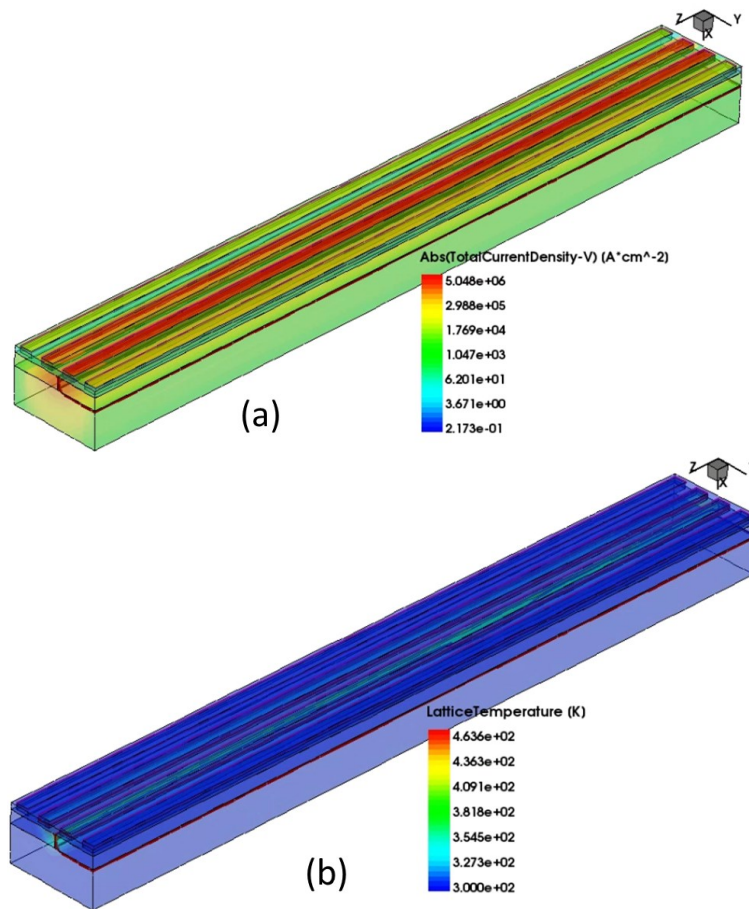 Z Y
X
Abs(TotalCurrentDensity-V) (A*cm^-2)
5.048e+06
2.988e+05
1.769e+04
1.047e+03
6.201e+01
3.671e+00
2.173e-01
(a)
Z
X
LatticeTemperature (K)
4.636e+02
4.363e+02
4.091e+02
3.818e+02
3.545e+02
3.273e+02
3.000e+02
(b)